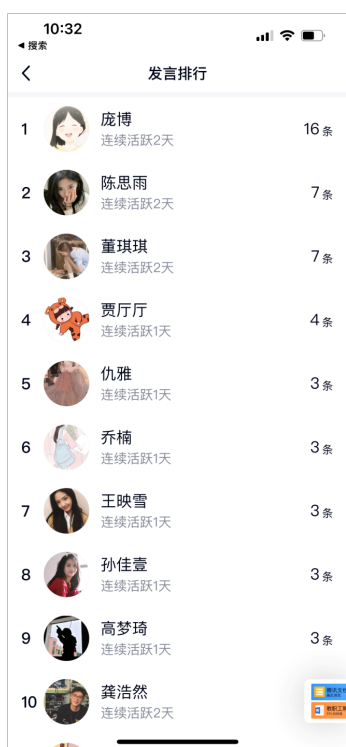 10:32
◀ 搜索
发言排行
1 庞博 16 条
连续活跃2天
2 陈思雨 7 条
连续活跃2天
3 董琪琪 7 条
连续活跃2天
4 贾厅厅 4 条
连续活跃1天
5 仇雅 3 条
连续活跃1天
6 乔楠 3 条
连续活跃1天
7 王映雪 3 条
连续活跃1天
8 孙佳壹 3 条
连续活跃1天
9 高梦琦 3 条
连续活跃1天
10 龚浩然
连续活跃2天
腾讯文